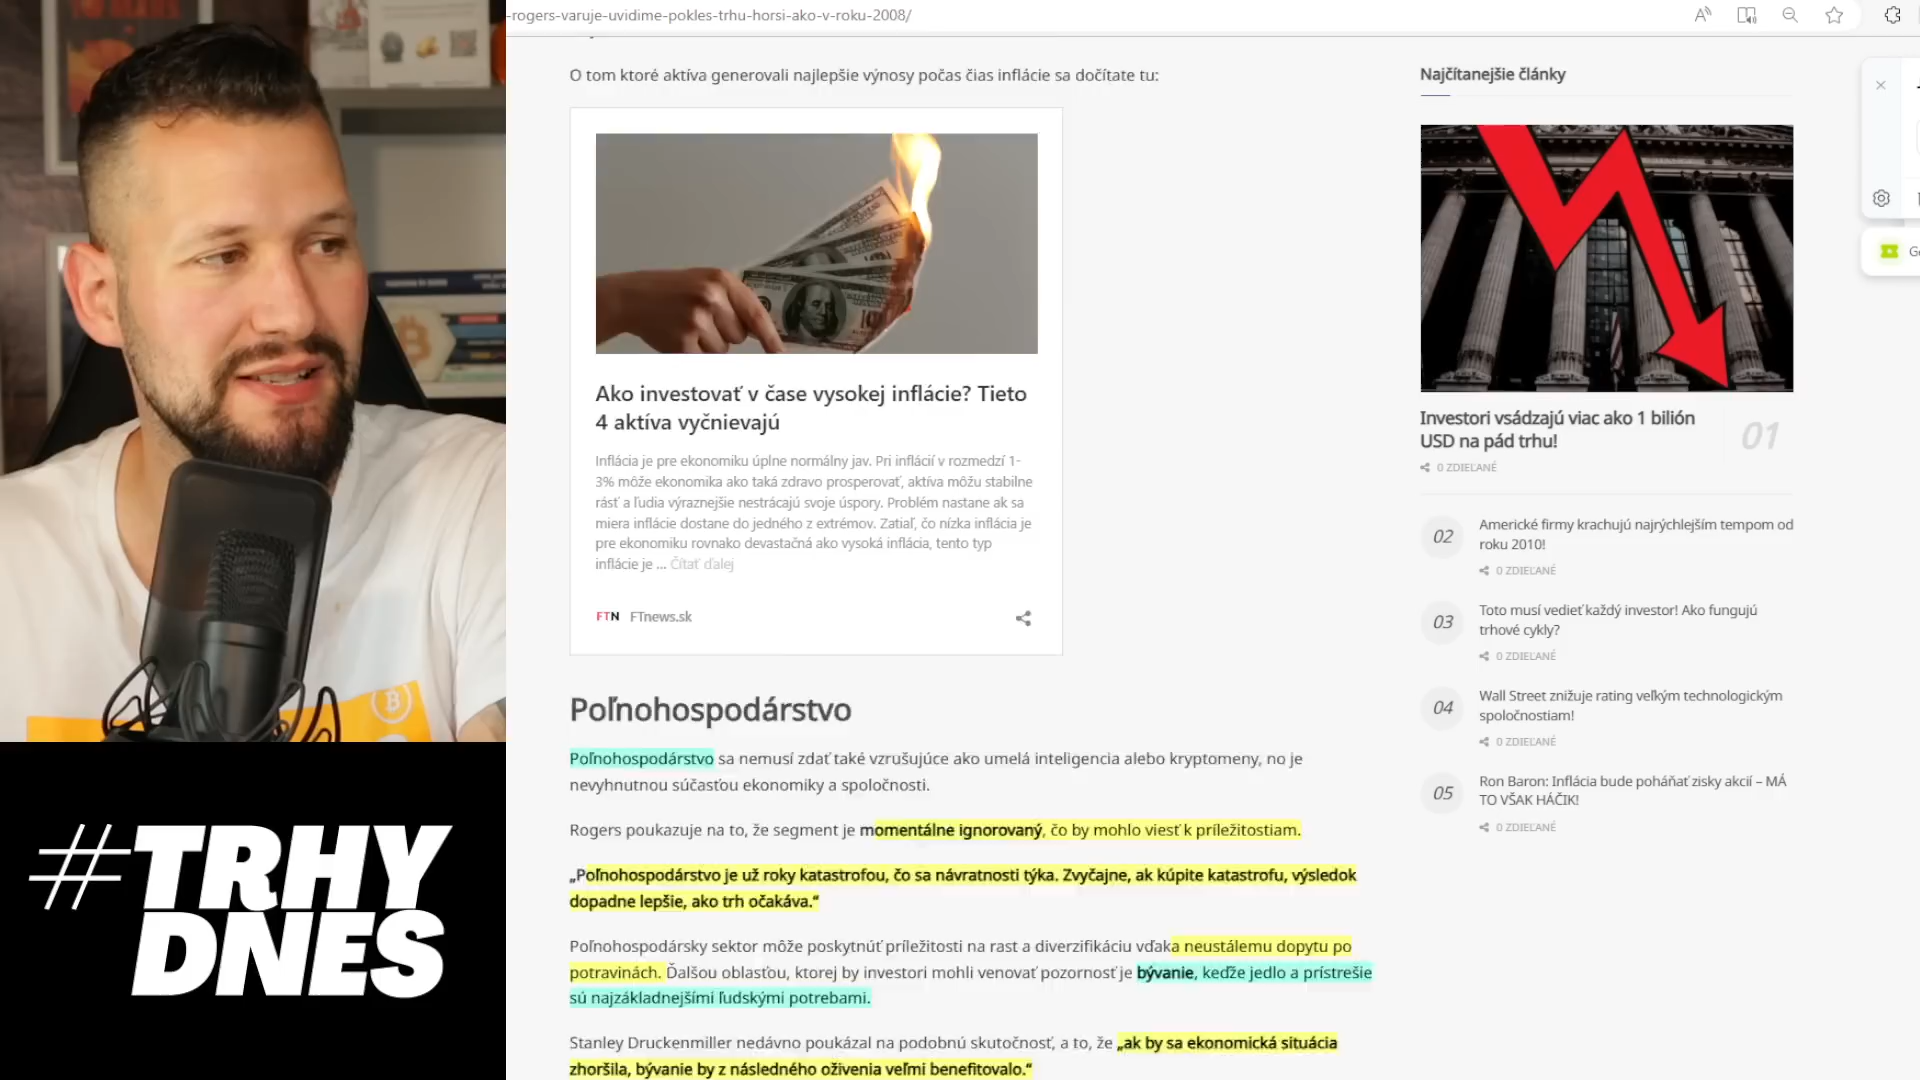 -rogers-varuje-uvidime-pokles-trhu-horsi-ako-v-roku-2008/
O tom ktoré aktíva generovali najlepšie výnosy počas čias inflácie sa dočítate tu:
Ako investovať v čase vysokej inflácie? Tieto
4 aktíva vyčnievajú
Inflácia je pre ekonomiku úplne normálny jav. Pri inflácií v rozmedzí 1-
3% môže ekonomika ako taká zdravo prosperovať, aktíva môžu stabilne
rásť a ľudia výraznejšie nestrácajú svoje úspory. Problém nastane ak sa
miera inflácie dostane do jedného z extrémov. Zatiaľ, čo nízka inflácia je
pre ekonomiku rovnako devastačná ako vysoká inflácia, tento typ
inflácie je ... Čítať ďalej
FTN FTnews.sk
Poľnohospodárstvo
Poľnohospodárstvo sa nemusí zdať také vzrušujúce ako umelá inteligencia alebo kryptomeny, no je
nevyhnutnou súčasťou ekonomiky a spoločnosti.
Rogers poukazuje na to, že segment je momentálne ignorovaný, čo by mohlo viesť k príležitostiam.
„Poľnohospodárstvo je už roky katastrofou, čo sa návratnosti týka. Zvyčajne, ak kúpite katastrofu, výsledok
dopadne lepšie, ako trh očakáva.“
Poľnohospodársky sektor môže poskytnúť príležitosti na rast a diverzifikáciu vďaka neustálemu dopytu po
potravinách. Ďalšou oblasťou, ktorej by investori mohli venovať pozornosť je bývanie, keďže jedlo a prístrešie
sú najzákladnejšími ľudskými potrebami.
Stanley Druckenmiller nedávno poukázal na podobnú skutočnosť, a to, že „ak by sa ekonomická situácia
zhoršila, bývanie by z následného oživenia veľmi benefitovalo.“
Najčítanejšie články
Investori vsádzajú viac ako 1 bilión
USD na pád trhu!
01
0 ZDIEĽANÉ
02
Americké firmy krachujú najrýchlejším tempom od
roku 2010!
0 ZDIEĽANÉ
03
Toto musí vedieť každý investor! Ako fungujú
trhové cykly?
0 ZDIEĽANÉ
04
Wall Street znižuje rating veľkým technologickým
spoločnostiam!
0 ZDIEĽANÉ
05
Ron Baron: Inflácia bude poháňať zisky akcií – MÁ
TO VŠAK HÁČIK!
0 ZDIEĽANÉ
#TRHY
DNES